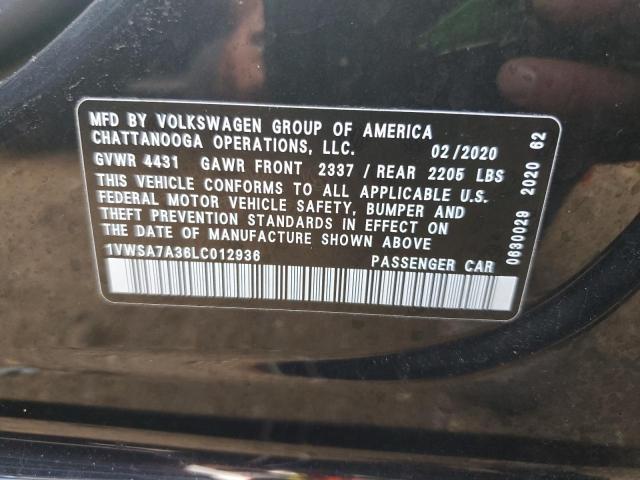 MFD BY VOLKSWAGEN GROUP OF AMERICA
CHATTANOOGA OPERATIONS, LLC. 02/2020
GVWR 4431 GAWR FRONT 2337 / REAR 2205 LBS
THIS VEHICLE CONFORMS TO ALL APPLICABLE U.S.
FEDERAL MOTOR VEHICLE SAFETY, BUMPER AND
THEFT PREVENTION STANDARDS IN EFFECT ON
THE DATE OF MANUFACTURE SHOWN ABOVE
1VWSA7A36LC012936 PASSENGER CAR
0630029 2020 62